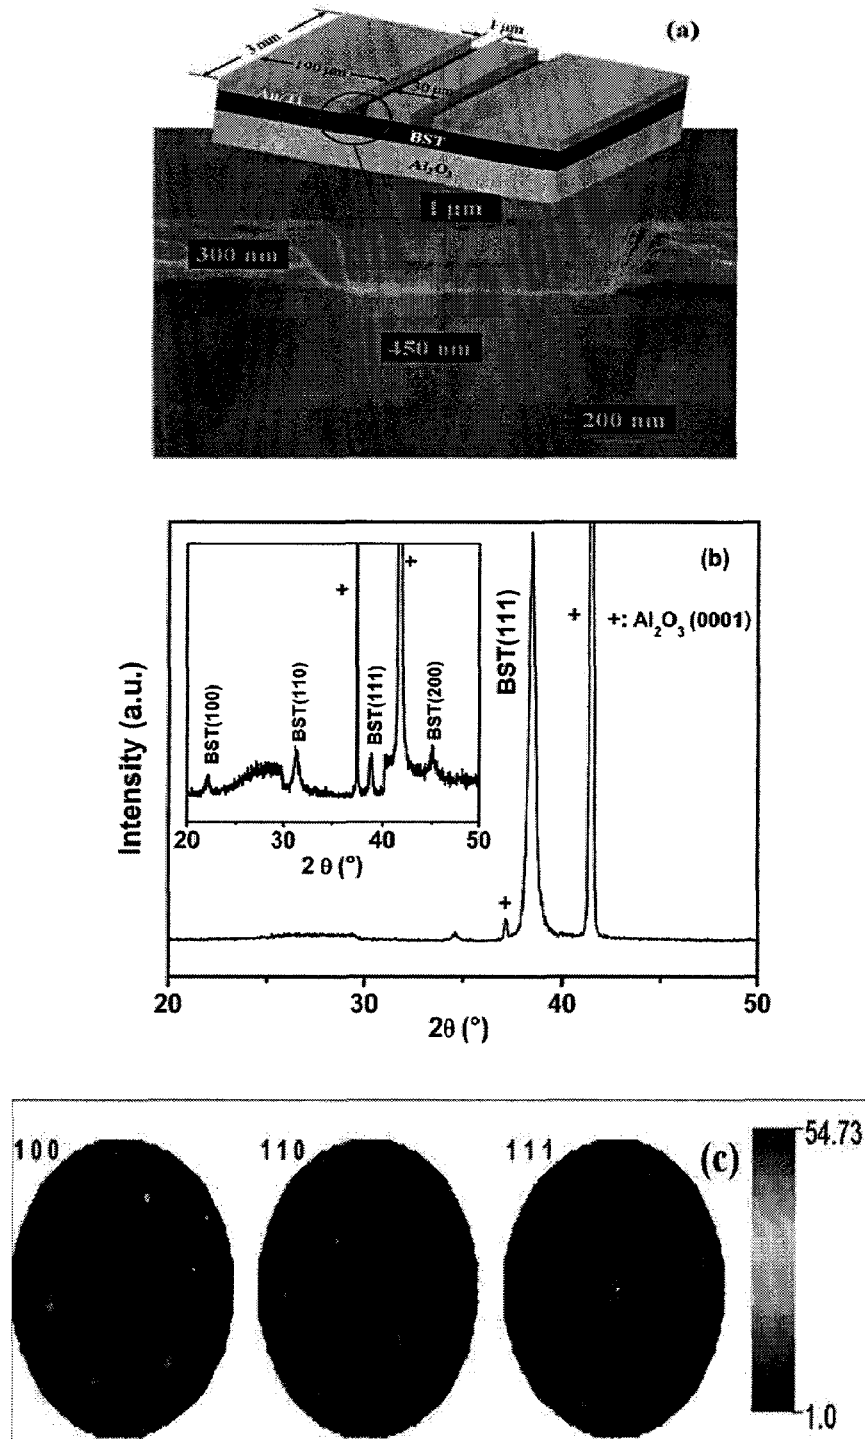 (a)
1 μm
3 mm
190 μm
30 μm
Au/Ti
BST
Al₂O₃
1 μm
300 nm
450 nm
200 nm
(b)
Intensity (a.u.)
BST(111)
+
+
+: Al₂O₃ (0001)
20 30 40 50
2θ (°)
+
+
BST(100)
BST(110)
BST(111)
BST(200)
20 30 40 50
2 θ (°)
100
110
111
(c)
54.73
1.0